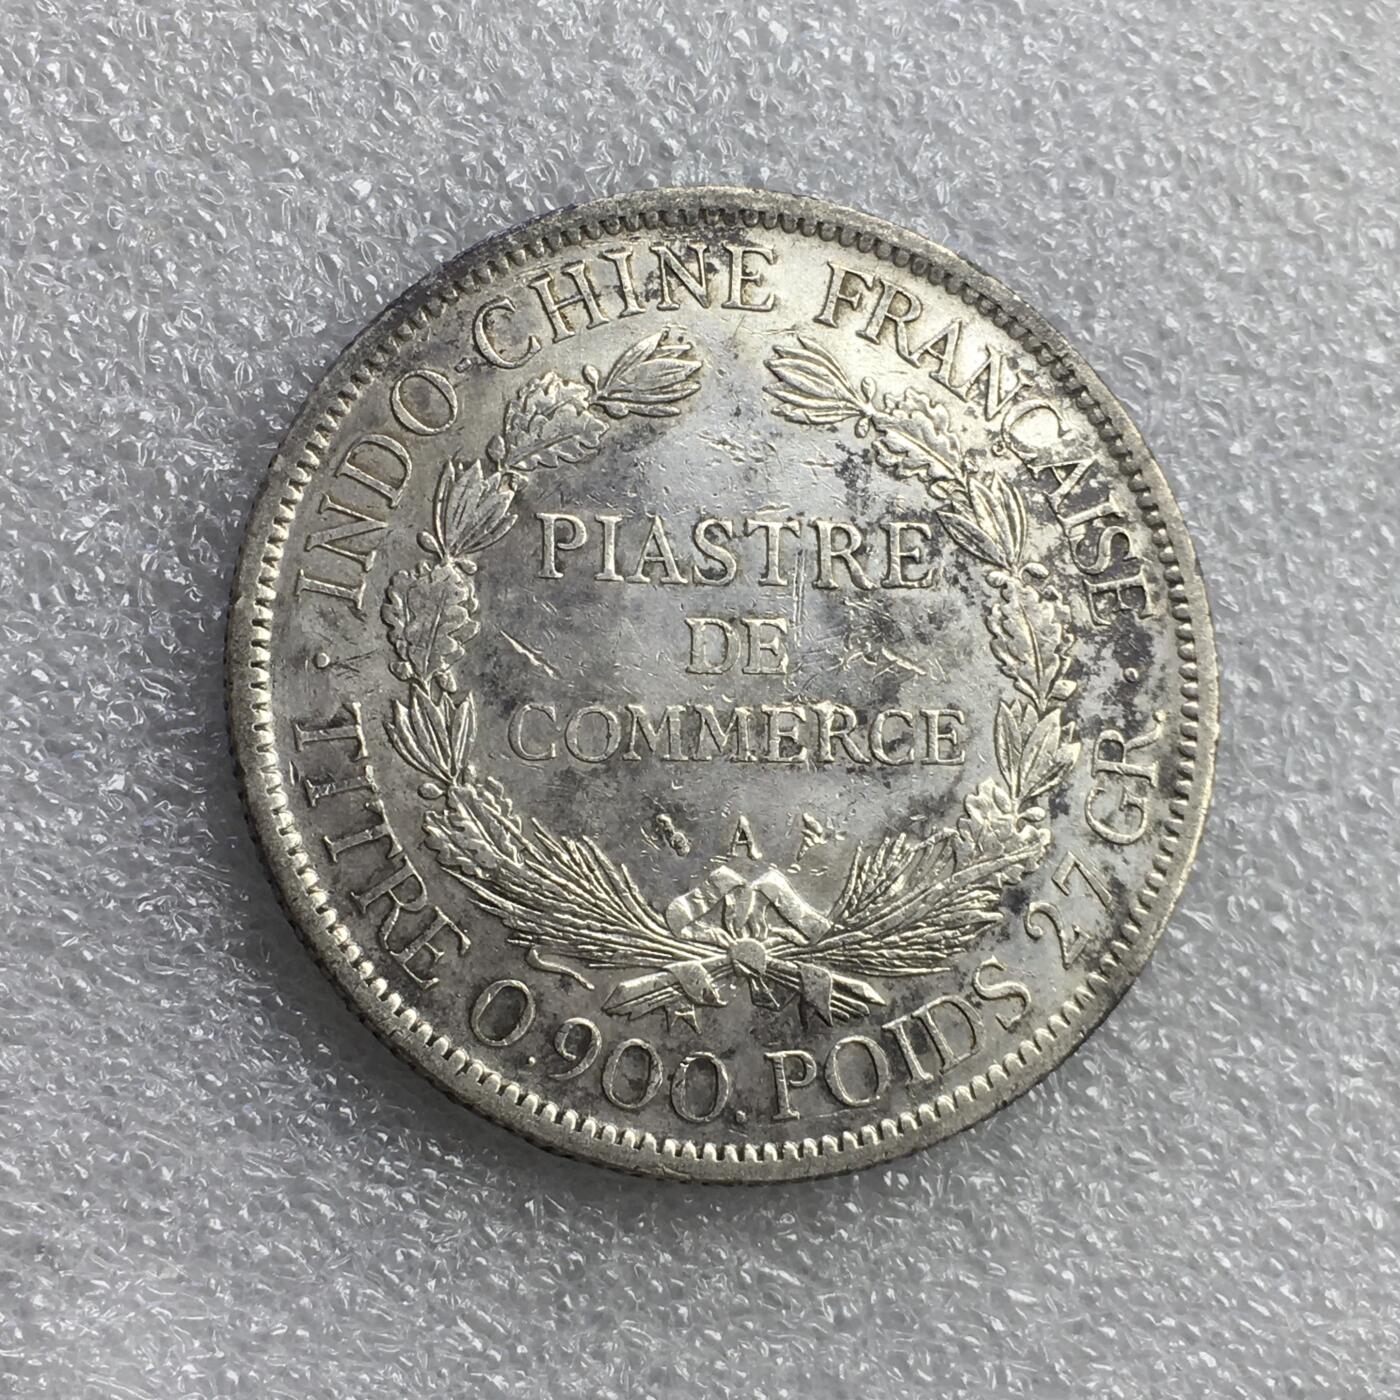 INDO-CHINE FRANÇAISE
PIASTRE
DE
COMMERCE
A
TITRE 0.900. POIDS 27 GR.